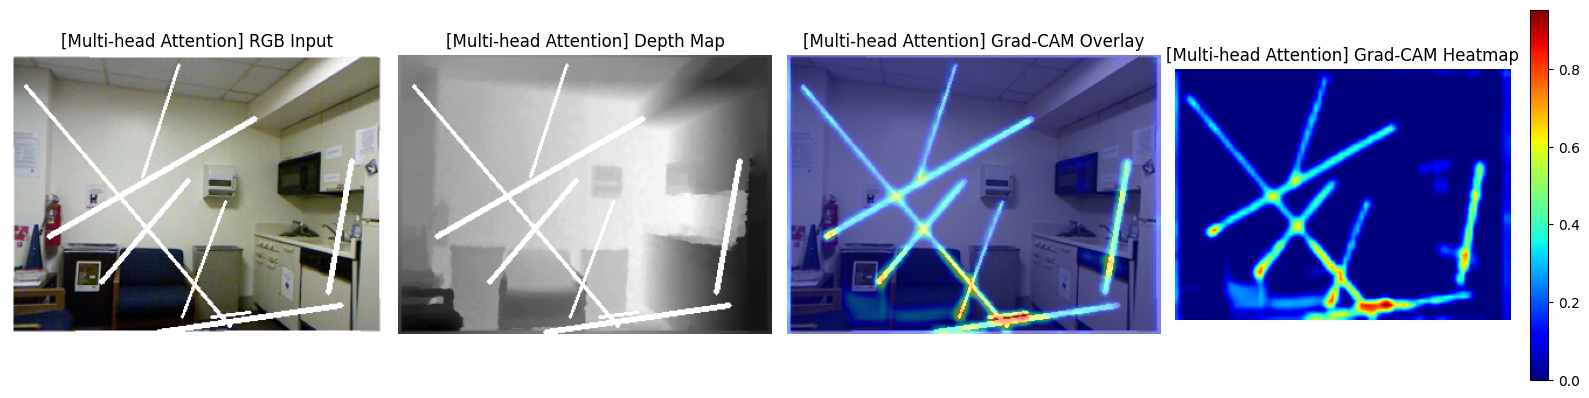 [Multi-head Attention] RGB Input
[Multi-head Attention] Depth Map
[Multi-head Attention] Grad-CAM Overlay
[Multi-head Attention] Grad-CAM Heatmap
0.8
0.6
0.4
0.2
0.0